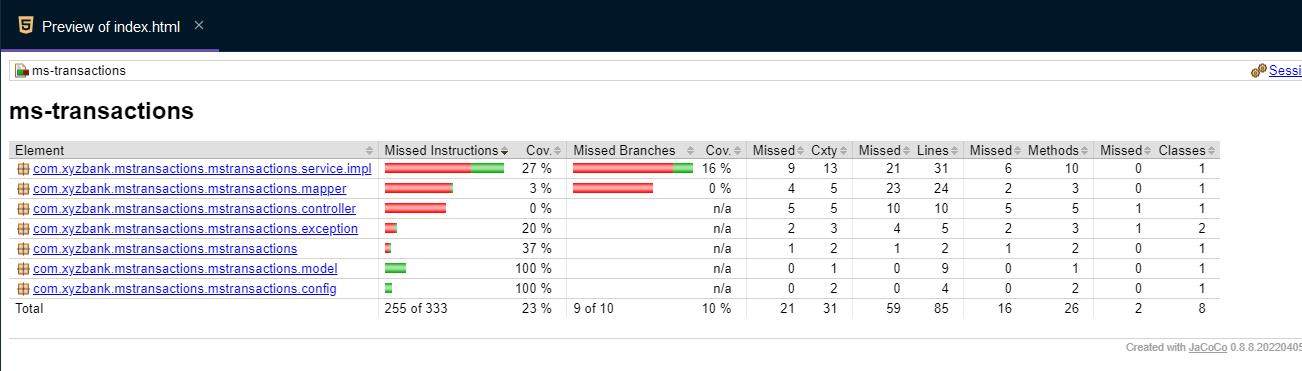 Preview of index.html ×
ms-transactions Sessi
ms-transactions
Element Missed Instructions Cov. Missed Branches Cov. Missed Cxty Missed Lines Missed Methods Missed Classes
com.xyzbank.mstransactions.mstransactions.service.impl 27 % 16 % 9 13 21 31 6 10 0 1
com.xyzbank.mstransactions.mstransactions.mapper 3 % 0 % 4 5 23 24 2 3 0 1
com.xyzbank.mstransactions.mstransactions.controller 0 % n/a 5 5 10 10 5 5 1 1
com.xyzbank.mstransactions.mstransactions.exception 20 % n/a 2 3 4 5 2 3 1 2
com.xyzbank.mstransactions.mstransactions 37 % n/a 1 2 1 2 1 2 0 1
com.xyzbank.mstransactions.mstransactions.model 100 % n/a 0 1 0 9 0 1 0 1
com.xyzbank.mstransactions.mstransactions.config 100 % n/a 0 2 0 4 0 2 0 1
Total 255 of 333 23 % 9 of 10 10 % 21 31 59 85 16 26 2 8
Created with JaCoCo 0.8.8.20220405